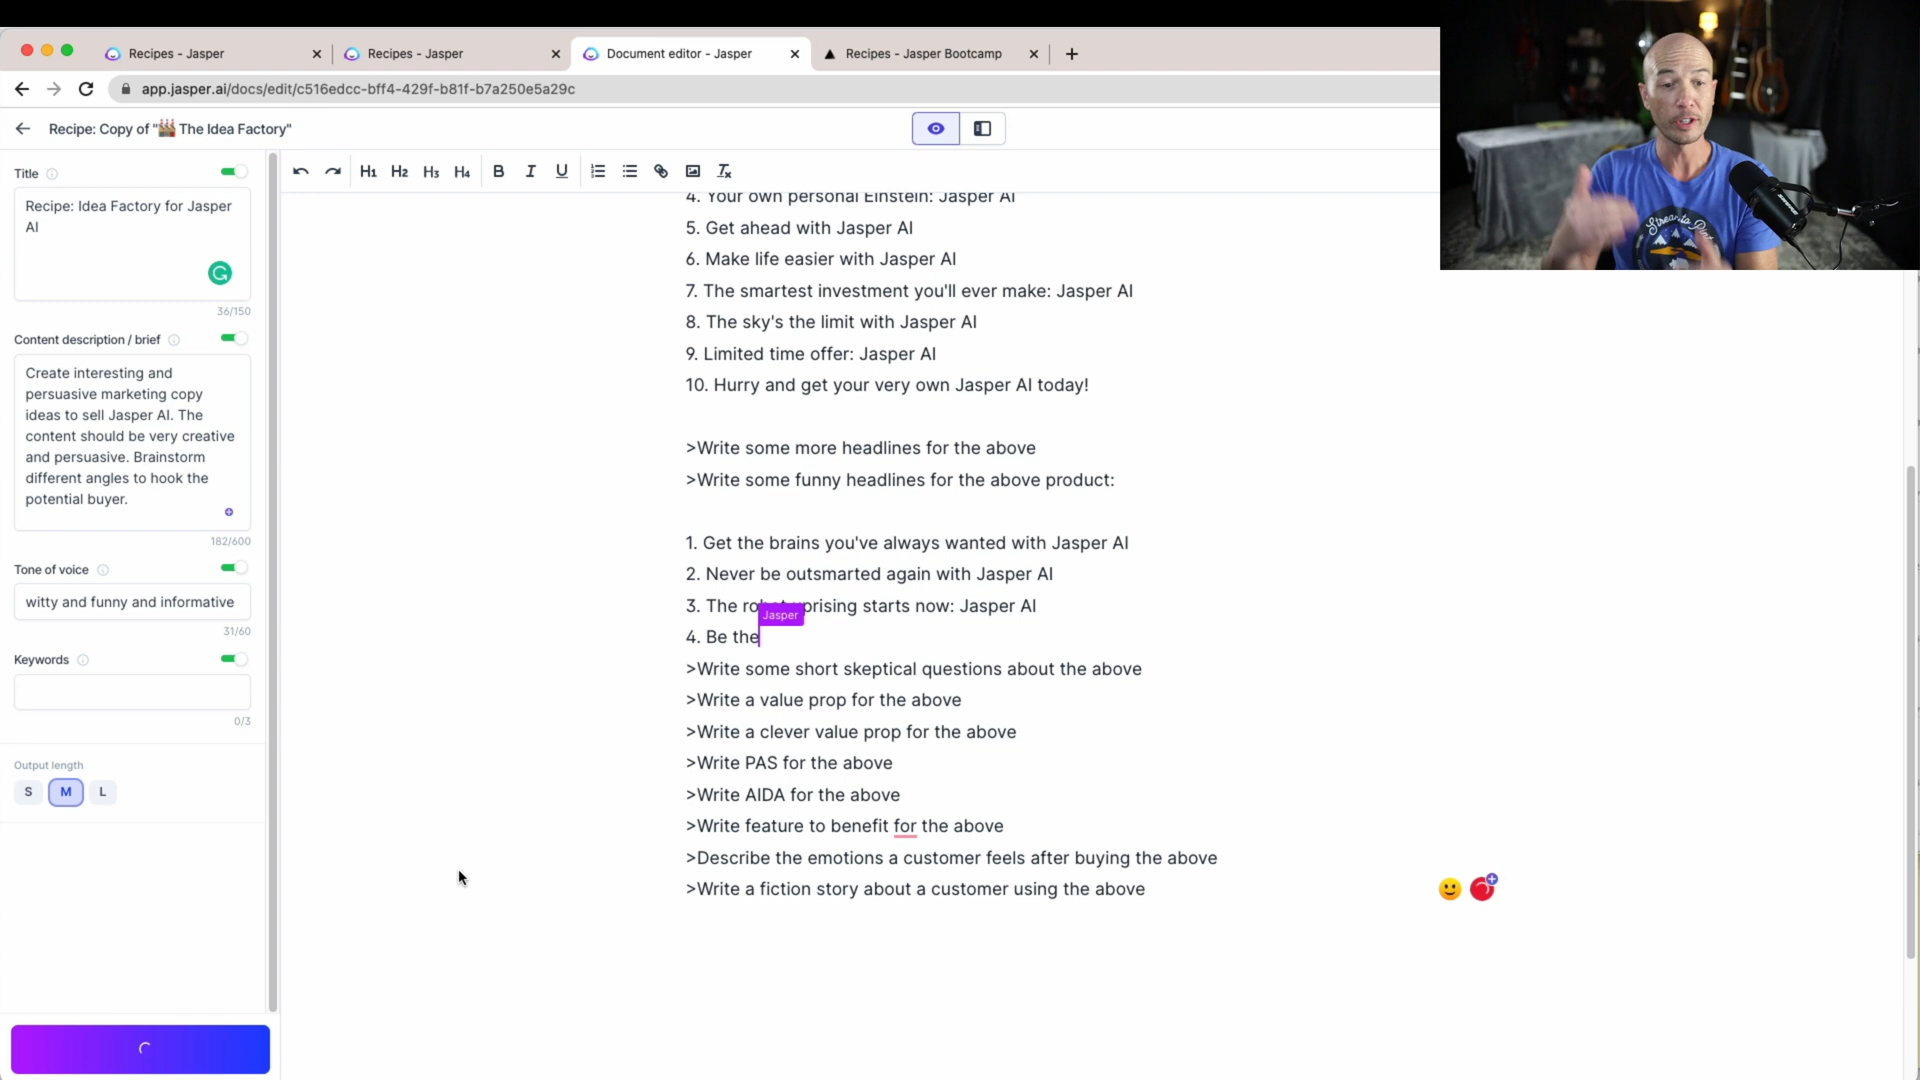 Recipes - Jasper
Recipes - Jasper
Document editor - Jasper
Recipes - Jasper Bootcamp
app.jasper.ai/docs/edit/c516edcc-bff4-429f-b81f-b7a250e5a29c
Recipe: Copy of "🏭 The Idea Factory"
H1 H2 H3 H4 B I U
Title
Recipe: Idea Factory for Jasper
AI
36/150
Content description / brief
Create interesting and
persuasive marketing copy
ideas to sell Jasper AI. The
content should be very creative
and persuasive. Brainstorm
different angles to hook the
potential buyer.
182/600
Tone of voice
witty and funny and informative
31/60
Keywords
0/3
Output length
S M L
4. Your own personal Einstein: Jasper AI
5. Get ahead with Jasper AI
6. Make life easier with Jasper AI
7. The smartest investment you'll ever make: Jasper AI
8. The sky's the limit with Jasper AI
9. Limited time offer: Jasper AI
10. Hurry and get your very own Jasper AI today!
>Write some more headlines for the above
>Write some funny headlines for the above product:
1. Get the brains you've always wanted with Jasper AI
2. Never be outsmarted again with Jasper AI
3. The robot uprising starts now: Jasper AI
Jasper
4. Be the
>Write some short skeptical questions about the above
>Write a value prop for the above
>Write a clever value prop for the above
>Write PAS for the above
>Write AIDA for the above
>Write feature to benefit for the above
>Describe the emotions a customer feels after buying the above
>Write a fiction story about a customer using the above